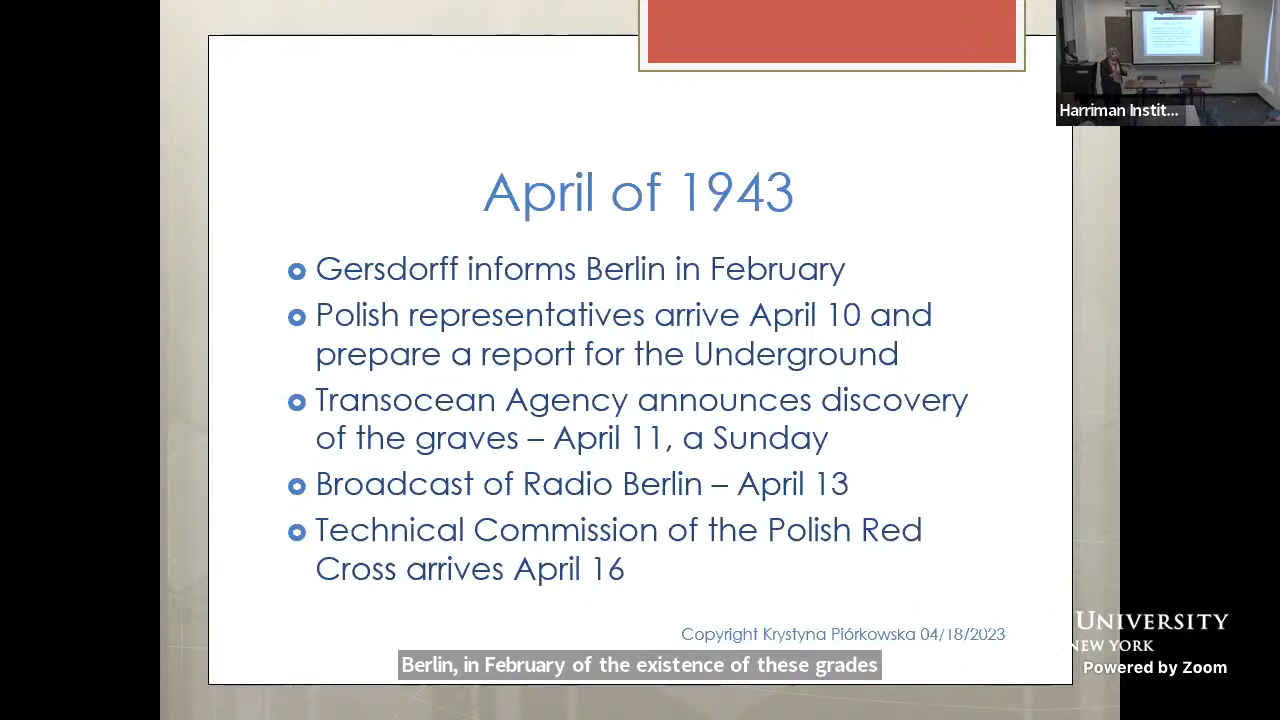 Harriman Instit...
April of 1943
Gersdorff informs Berlin in February
Polish representatives arrive April 10 and
prepare a report for the Underground
Transocean Agency announces discovery
of the graves – April 11, a Sunday
Broadcast of Radio Berlin – April 13
Technical Commission of the Polish Red
Cross arrives April 16
Copyright Krystyna Piórkowska 04/18/2023
UNIVERSITY
NEW YORK
Berlin, in February of the existence of these grades
Powered by Zoom